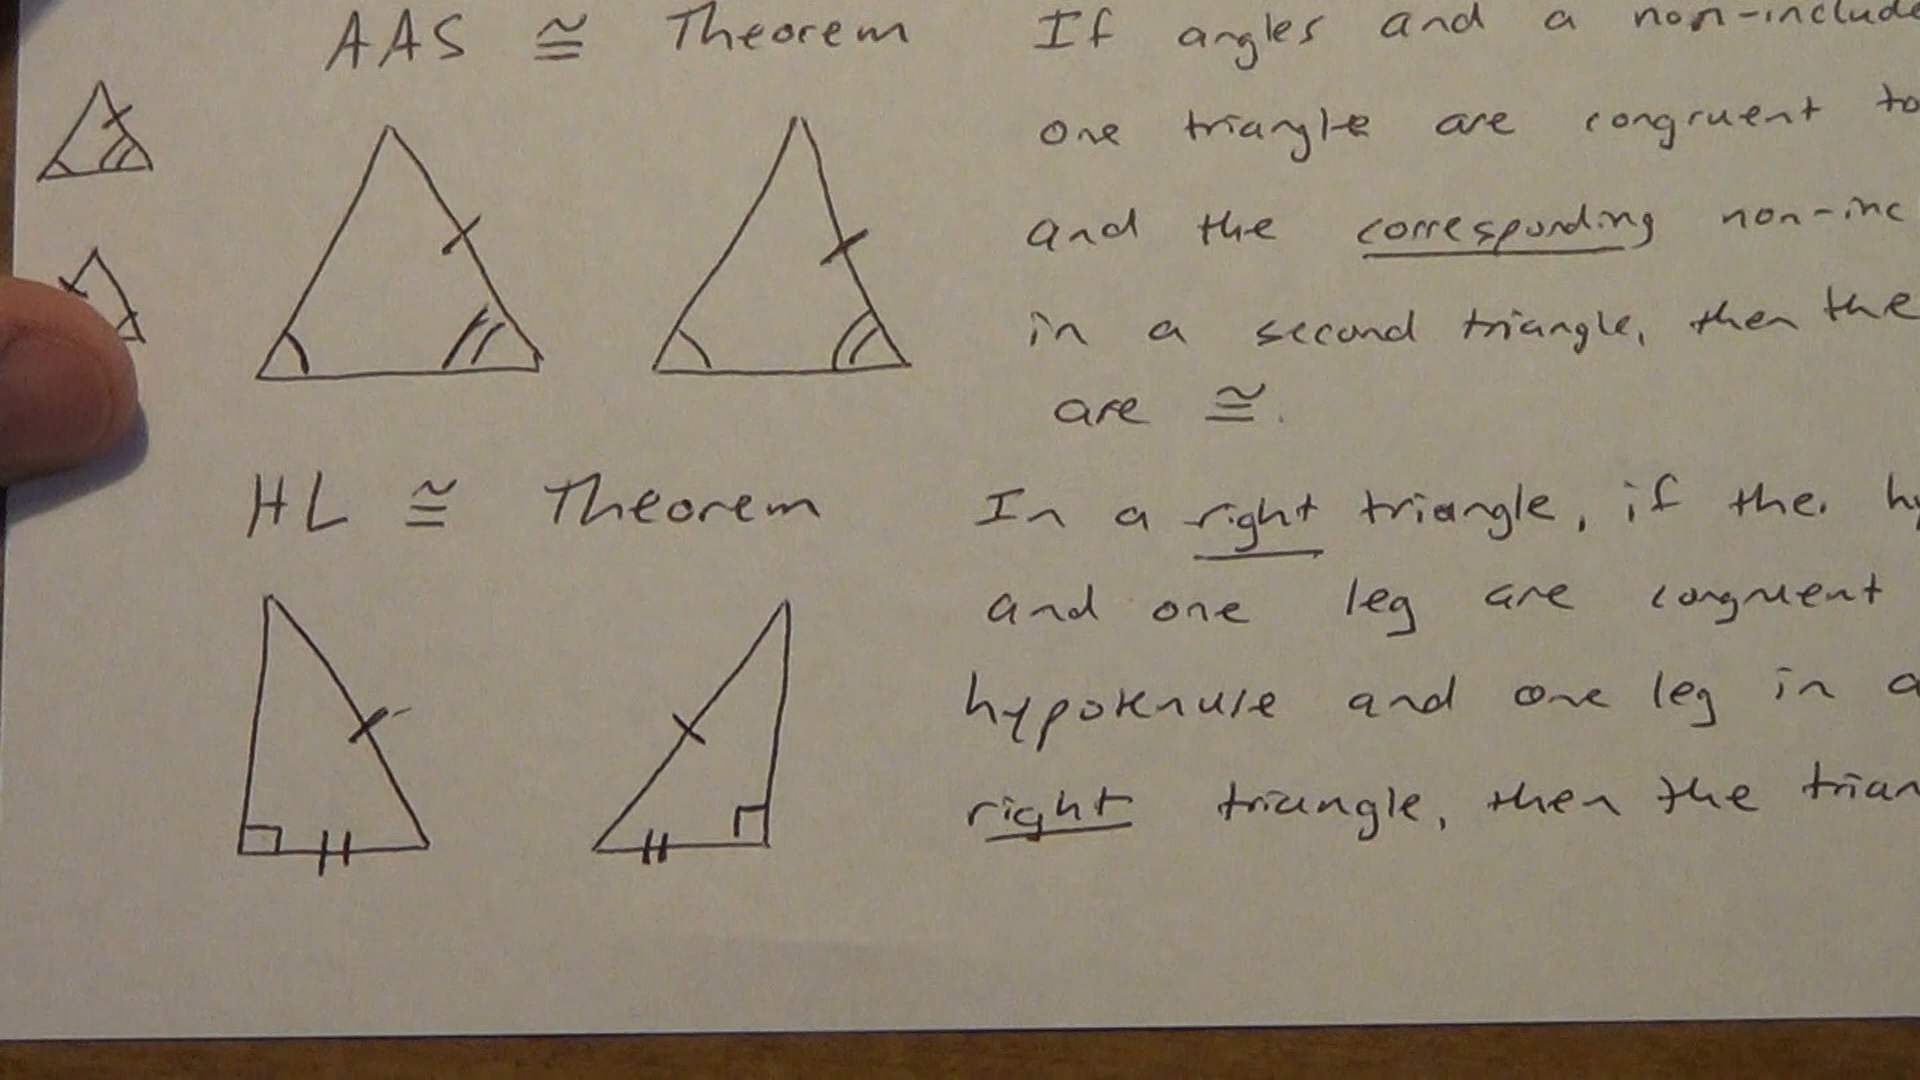 AAS ≅ Theorem
If angles and a non-include
one triangle are congruent to
and the corresponding non-inc
in a second triangle, then the
are ≅.
HL ≅ Theorem
In a right triangle, if the. hy
and one leg are congruent
hypotenuse and one leg in a
right triangle, then the trian